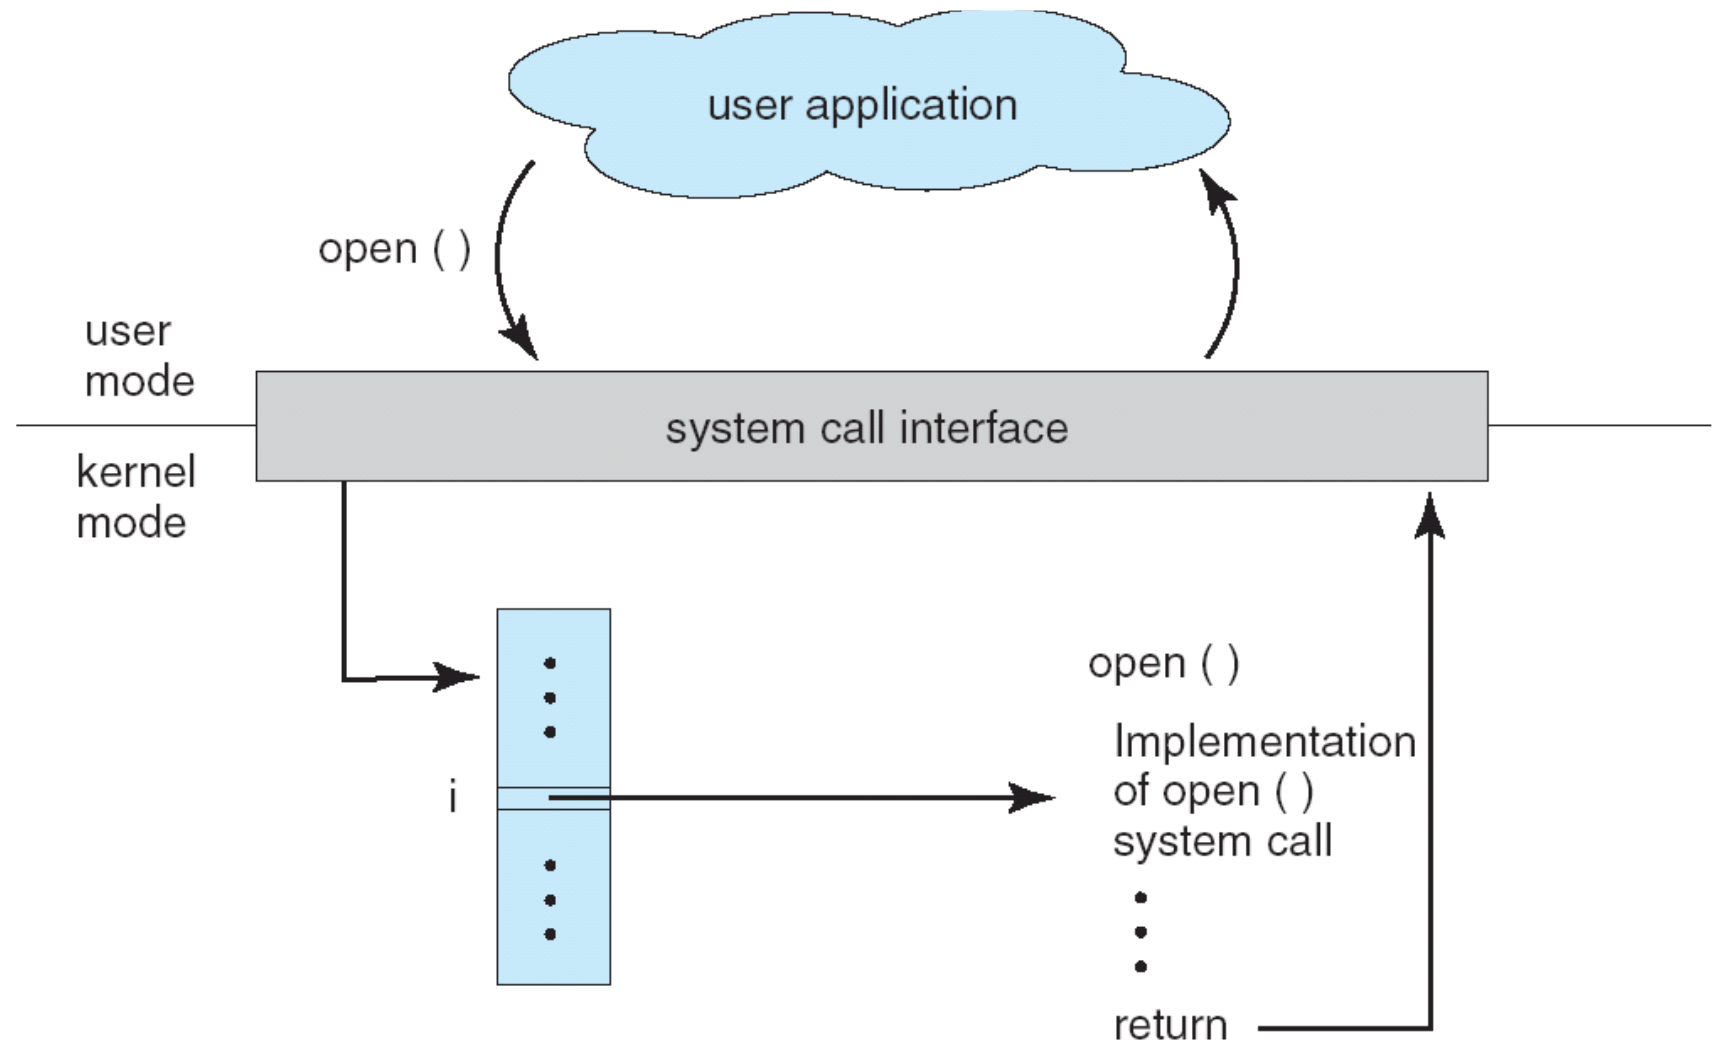 user application
open ( )
user
mode
system call interface
kernel
mode
open ( )
Implementation
of open ( )
system call
i
return